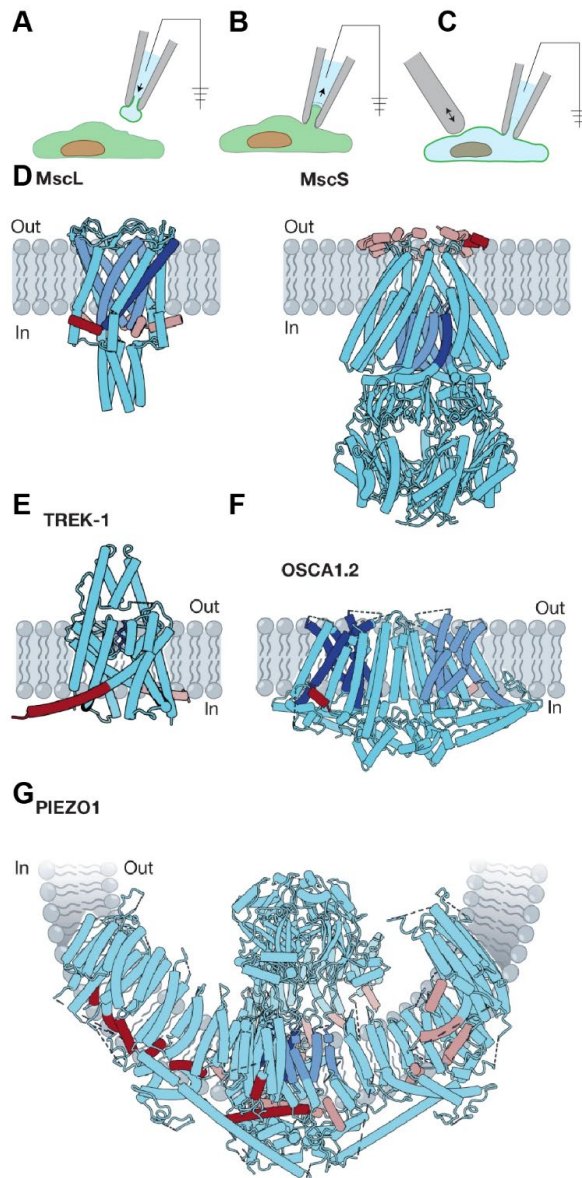 A B C
D MscL MscS
Out
In
Out
In
E TREK-1
F OSCA1.2
Out
In
Out
In
G PIEZO1
In Out